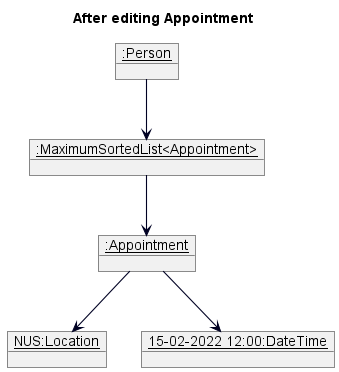 After editing Appointment
:Person
:MaximumSortedList<Appointment>
:Appointment
NUS:Location
15-02-2022 12:00:DateTime